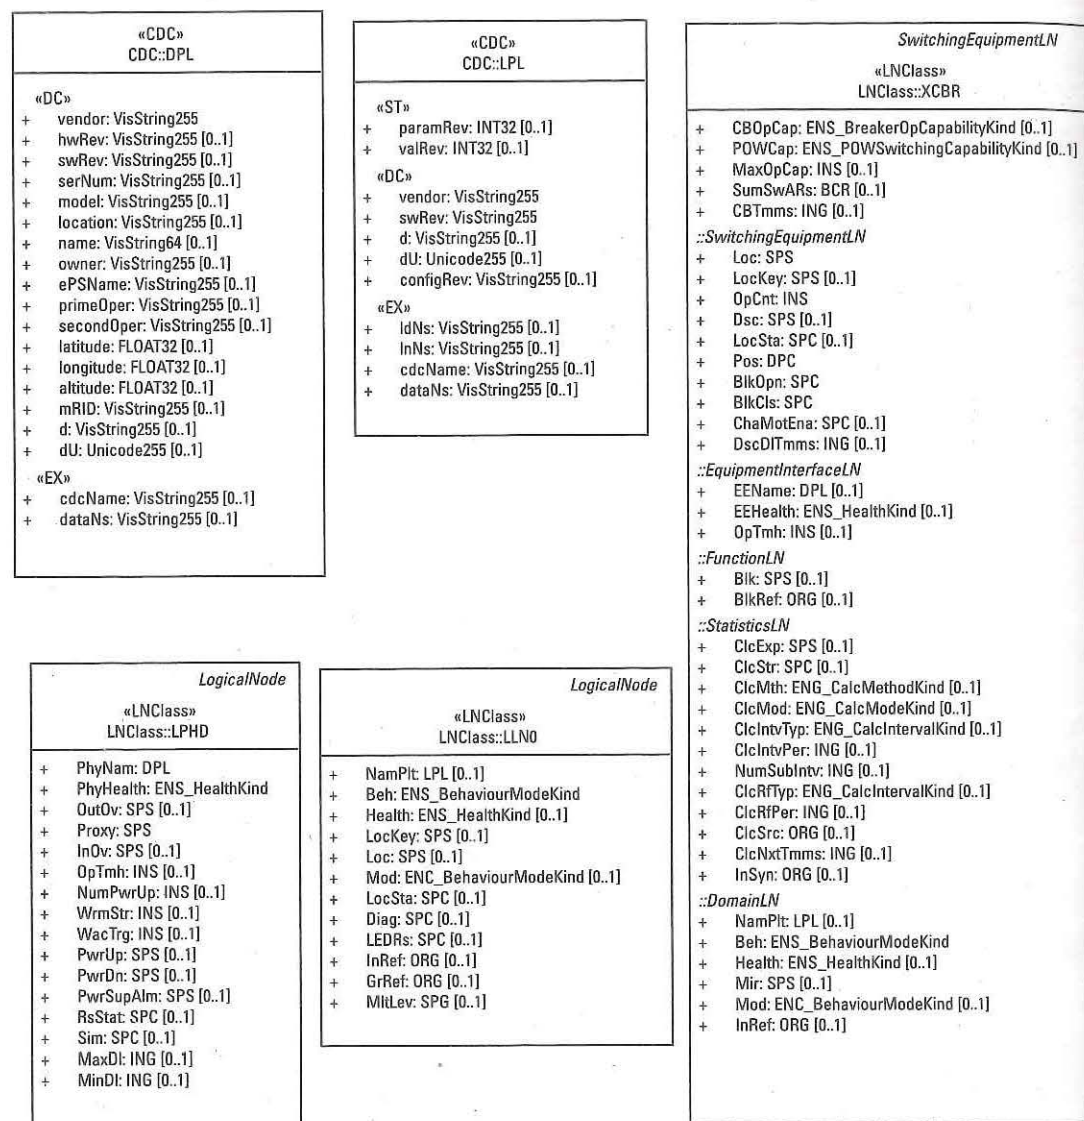 «CDC»
CDC::DPL
«DC»
+ vendor: VisString255
+ hwRev: VisString255 [0..1]
+ swRev: VisString255 [0..1]
+ serNum: VisString255 [0..1]
+ model: VisString255 [0..1]
+ location: VisString255 [0..1]
+ name: VisString64 [0..1]
+ owner: VisString255 [0..1]
+ ePSName: VisString255 [0..1]
+ primeOper: VisString255 [0..1]
+ secondOper: VisString255 [0..1]
+ latitude: FLOAT32 [0..1]
+ longitude: FLOAT32 [0..1]
+ altitude: FLOAT32 [0..1]
+ mRID: VisString255 [0..1]
+ d: VisString255 [0..1]
+ dU: Unicode255 [0..1]
«EX»
+ cdcName: VisString255 [0..1]
+ dataNs: VisString255 [0..1]
«CDC»
CDC::LPL
«ST»
+ paramRev: INT32 [0..1]
+ valRev: INT32 [0..1]
«DC»
+ vendor: VisString255
+ swRev: VisString255
+ d: VisString255 [0..1]
+ dU: Unicode255 [0..1]
+ configRev: VisString255 [0..1]
«EX»
+ ldNs: VisString255 [0..1]
+ lnNs: VisString255 [0..1]
+ cdcName: VisString255 [0..1]
+ dataNs: VisString255 [0..1]
SwitchingEquipmentLN
«LNClass»
LNClass::XCBR
+ CBOpCap: ENS_BreakerOpCapabilityKind [0..1]
+ POWCap: ENS_POWSwitchingCapabilityKind [0..1]
+ MaxOpCap: INS [0..1]
+ SumSwARs: BCR [0..1]
+ CBTmms: ING [0..1]
::SwitchingEquipmentLN
+ Loc: SPS
+ LocKey: SPS [0..1]
+ OpCnt: INS
+ Dsc: SPS [0..1]
+ LocSta: SPC [0..1]
+ Pos: DPC
+ BlkOpn: SPC
+ BlkCls: SPC
+ ChaMotEna: SPC [0..1]
+ DscDlTmms: ING [0..1]
::EquipmentInterfaceLN
+ EEName: DPL [0..1]
+ EEHealth: ENS_HealthKind [0..1]
+ OpTmh: INS [0..1]
::FunctionLN
+ Blk: SPS [0..1]
+ BlkRef: ORG [0..1]
::StatisticsLN
+ ClcExp: SPS [0..1]
+ ClcStr: SPC [0..1]
+ ClcMth: ENG_CalcMethodKind [0..1]
+ ClcMod: ENG_CalcModeKind [0..1]
+ ClcIntvTyp: ENG_CalcIntervalKind [0..1]
+ ClcIntvPer: ING [0..1]
+ NumSubIntv: ING [0..1]
+ ClcRfTyp: ENG_CalcIntervalKind [0..1]
+ ClcRfPer: ING [0..1]
+ ClcSrc: ORG [0..1]
+ ClcNxtTmms: ING [0..1]
+ InSyn: ORG [0..1]
::DomainLN
+ NamPlt: LPL [0..1]
+ Beh: ENS_BehaviourModeKind
+ Health: ENS_HealthKind [0..1]
+ Mir: SPS [0..1]
+ Mod: ENC_BehaviourModeKind [0..1]
+ InRef: ORG [0..1]
LogicalNode
«LNClass»
LNClass::LPHD
+ PhyNam: DPL
+ PhyHealth: ENS_HealthKind
+ OutOv: SPS [0..1]
+ Proxy: SPS
+ InOv: SPS [0..1]
+ OpTmh: INS [0..1]
+ NumPwrUp: INS [0..1]
+ WrmStr: INS [0..1]
+ WacTrg: INS [0..1]
+ PwrUp: SPS [0..1]
+ PwrDn: SPS [0..1]
+ PwrSupAlm: SPS [0..1]
+ RsStat: SPC [0..1]
+ Sim: SPC [0..1]
+ MaxDl: ING [0..1]
+ MinDl: ING [0..1]
LogicalNode
«LNClass»
LNClass::LLN0
+ NamPlt: LPL [0..1]
+ Beh: ENS_BehaviourModeKind
+ Health: ENS_HealthKind [0..1]
+ LocKey: SPS [0..1]
+ Loc: SPS [0..1]
+ Mod: ENC_BehaviourModeKind [0..1]
+ LocSta: SPC [0..1]
+ Diag: SPC [0..1]
+ LEDRs: SPC [0..1]
+ InRef: ORG [0..1]
+ GrRef: ORG [0..1]
+ MltLev: SPG [0..1]